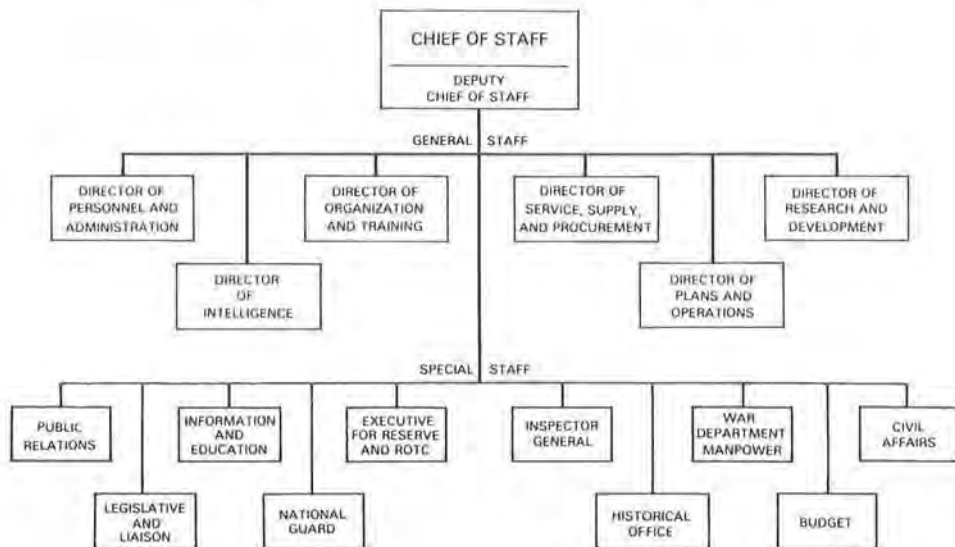 CHIEF OF STAFF
DEPUTY
CHIEF OF STAFF
GENERAL STAFF
DIRECTOR OF
PERSONNEL AND
ADMINISTRATION
DIRECTOR
OF
INTELLIGENCE
DIRECTOR OF
ORGANIZATION
AND TRAINING
DIRECTOR OF
SERVICE, SUPPLY,
AND PROCUREMENT
DIRECTOR OF
PLANS AND
OPERATIONS
DIRECTOR OF
RESEARCH AND
DEVELOPMENT
SPECIAL STAFF
PUBLIC
RELATIONS
LEGISLATIVE
AND
LIAISON
INFORMATION
AND
EDUCATION
NATIONAL
GUARD
EXECUTIVE
FOR RESERVE
AND ROTC
INSPECTOR
GENERAL
HISTORICAL
OFFICE
WAR
DEPARTMENT
MANPOWER
BUDGET
CIVIL
AFFAIRS